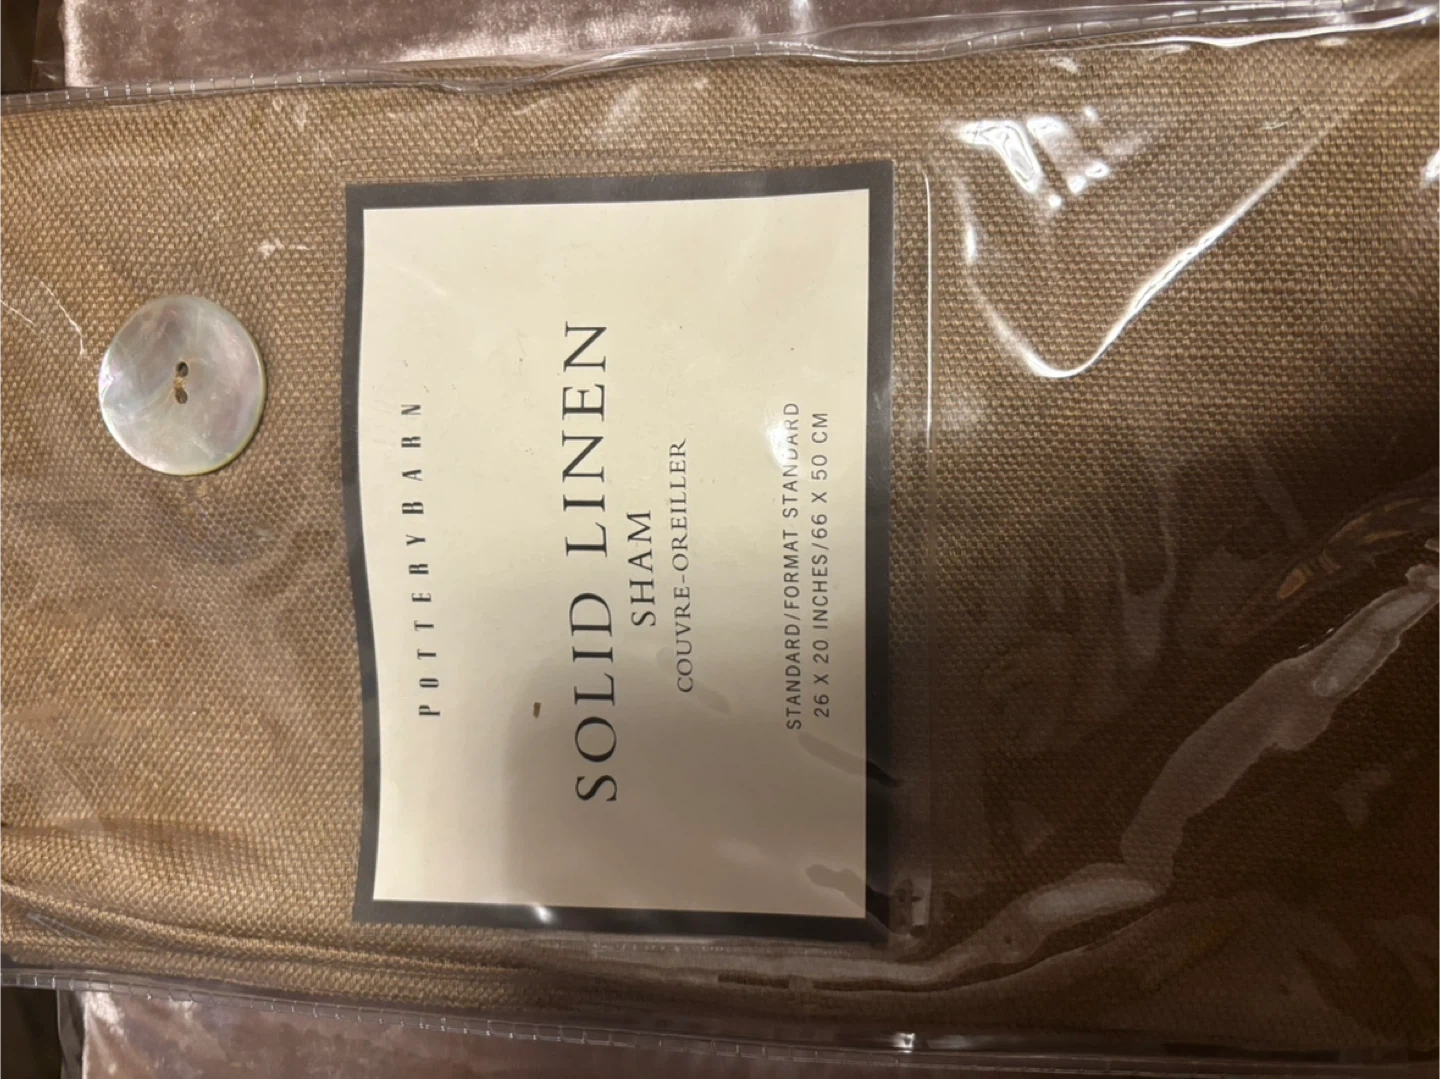 POTTERYBARN
SOLID LINEN
SHAM
COUVRE-OREILLER
STANDARD/FORMAT STANDARD
26 X 20 INCHES/66 X 50 CM